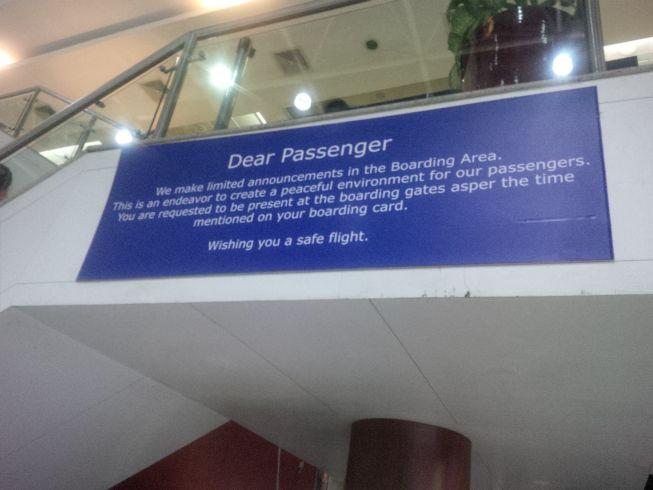 Dear Passenger
We make limited announcements in the Boarding Area.
This is an endeavor to create a peaceful environment for our passengers.
You are requested to be present at the boarding gates asper the time
mentioned on your boarding card.
Wishing you a safe flight.